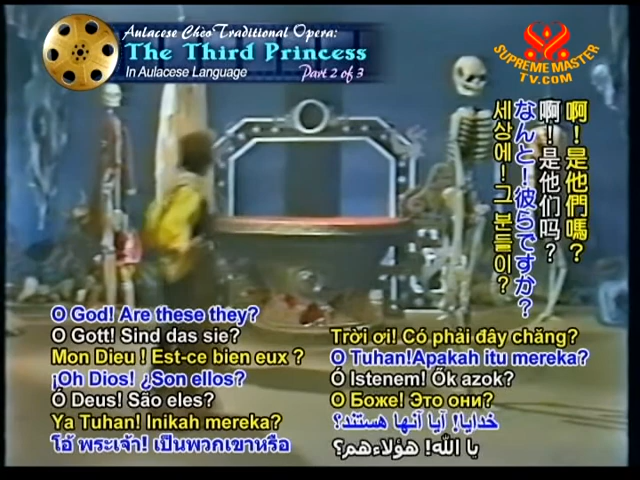 Aulacese Chèo Traditional Opera:
The Third Princess
In Aulacese Language
Part 2 of 3
SUPREME MASTER
TV.COM
啊！是他們嗎？
啊！是他们吗？
なんと！彼らですか？
세상에！그 분들이？
O God! Are these they?
O Gott! Sind das sie?
Mon Dieu ! Est-ce bien eux ?
¡Oh Dios! ¿Son ellos?
Ó Deus! São eles?
Ya Tuhan! Inikah mereka?
โอ้ พระเจ้า! เป็นพวกเขาหรือ
Trời ơi! Có phải đây chăng?
O Tuhan!Apakah itu mereka?
Ó Istenem! Õk azok?
О Боже! Это они?
خدایا! آیا آنها هستند؟
يا الله! هؤلاءهم؟